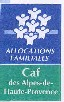 ALLOCATIONS
FAMILIALES
Caf
des Alpes-de-
Haute-Provence